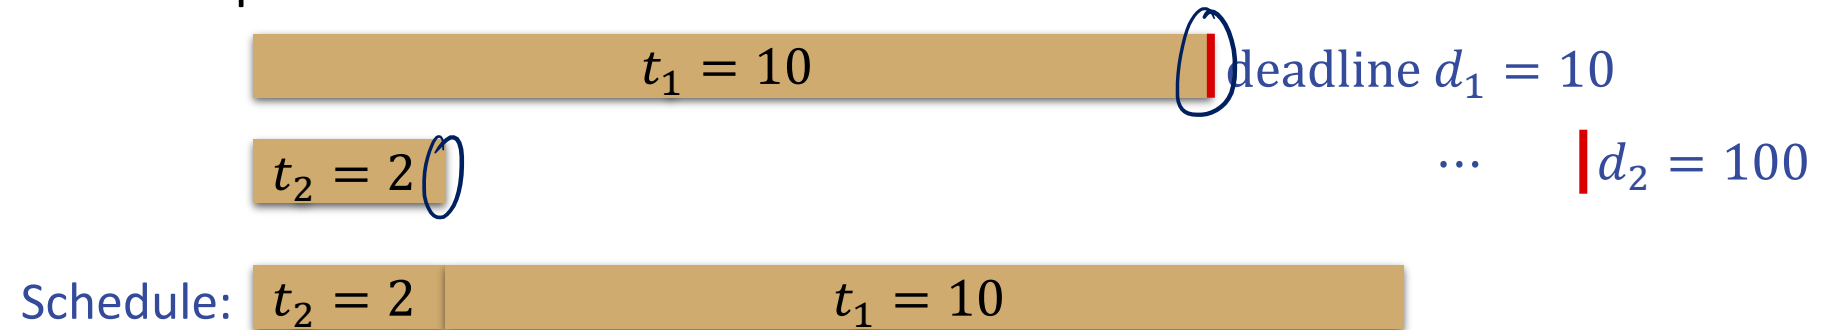 t₁ = 10 deadline d₁ = 10
t₂ = 2 ... d₂ = 100
Schedule: t₂ = 2 t₁ = 10